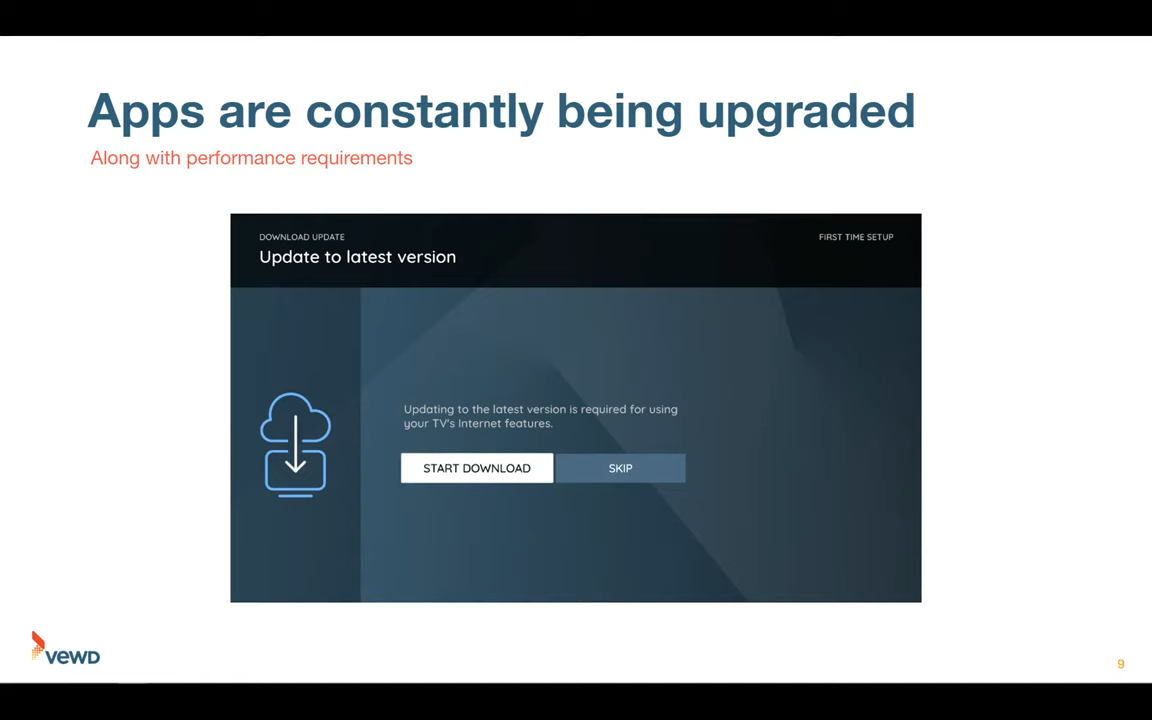 Apps are constantly being upgraded
Along with performance requirements
DOWNLOAD UPDATE
FIRST TIME SETUP
Update to latest version
Updating to the latest version is required for using
your TV's Internet features.
START DOWNLOAD
SKIP
vewd
9